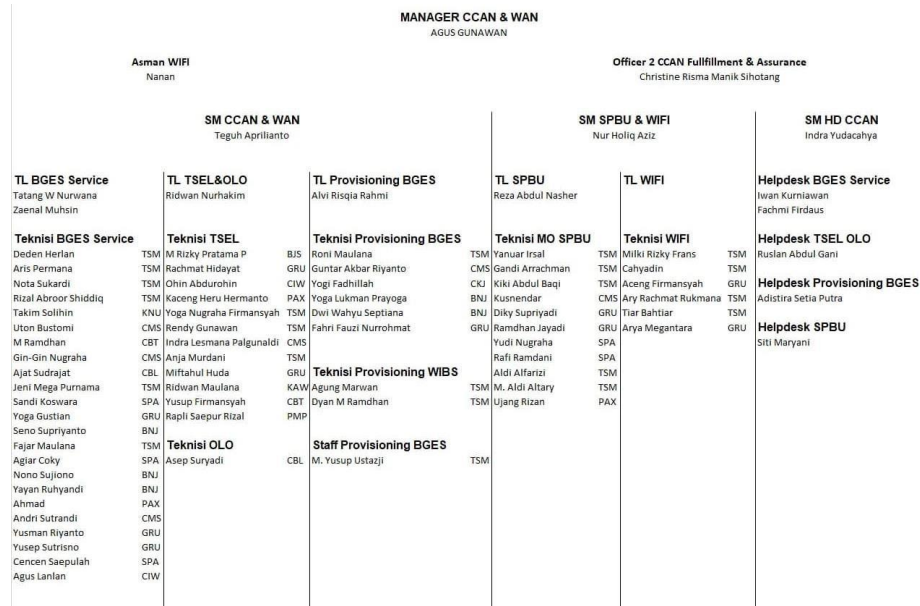 MANAGER CCAN & WAN
AGUS GUNAWAN
Asman WIFI
Nanan
Officer 2 CCAN Fullfillment & Assurance
Christine Risma Manik Sihotang
SM CCAN & WAN
Teguh Aprilianto
SM SPBU & WIFI
Nur Holiq Aziz
SM HD CCAN
Indra Yudacahya
TL BGES Service
Tatang W Nurwana
Zaenal Muhsin
Teknisi BGES Service
Deden Herlan TSM
Aris Permana TSM
Nota Sukardi TSM
Rizal Abroor Shiddiq TSM
Takim Solihin KNU
Uton Bustomi CMS
M Ramdhan CBT
Gin-Gin Nugraha CMS
Ajat Sudrajat CBL
Jeni Mega Purnama TSM
Sandi Koswara SPA
Yoga Gustian GRU
Seno Supriyanto BNJ
Fajar Maulana TSM
Agiar Coky SPA
Nono Sujiono BNJ
Yayan Ruhyandi BNJ
Ahmad PAX
Andri Sutrandi CMS
Yusman Riyanto GRU
Yusep Sutrisno GRU
Cencen Saepulah SPA
Agus Lanlan CIW
TL TSEL&OLO
Ridwan Nurhakim
Teknisi TSEL
M Rizky Pratama P BJS
Rachmat Hidayat GRU
Ohin Abdurohin CIW
Kaceng Heru Hermanto PAX
Yoga Nugraha Firmansyah TSM
Rendy Gunawan TSM
Indra Lesmana Palgunaldi CMS
Anja Murdani TSM
Miftahul Huda GRU
Ridwan Maulana KAW
Yusup Firmansyah CBT
Rapli Saepur Rizal PMP
Teknisi OLO
Asep Suryadi CBL
TL Provisioning BGES
Alvi Risqia Rahmi
Teknisi Provisioning BGES
Roni Maulana TSM
Guntar Akbar Riyanto CMS
Yogi Fadhillah CKJ
Yoga Lukman Prayoga BNJ
Dwi Wahyu Septiana BNJ
Fahri Fauzi Nurrohmat GRU
Teknisi Provisioning WIBS
Agung Marwan TSM
Dyan M Ramdhan TSM
Staff Provisioning BGES
M. Yusup Ustazji TSM
TL SPBU
Reza Abdul Nasher
Teknisi MO SPBU
Yanuar Irsal TSM
Gandi Arrachman TSM
Kiki Abdul Baqi TSM
Kusnendar CMS
Diky Supriyadi GRU
Ramdhan Jayadi GRU
Yudi Nugraha SPA
Rafi Ramdani SPA
Aldi Alfarizi TSM
M. Aldi Altary TSM
Ujang Rizan PAX
TL WIFI
Teknisi WIFI
Milki Rizky Frans TSM
Cahyadin TSM
Aceng Firmansyah GRU
Ary Rachmat Rukmana TSM
Tiar Bahtiar TSM
Arya Megantara GRU
Helpdesk BGES Service
Iwan Kurniawan
Fachmi Firdaus
Helpdesk TSEL OLO
Ruslan Abdul Gani
Helpdesk Provisioning BGES
Adistira Setia Putra
Helpdesk SPBU
Siti Maryani